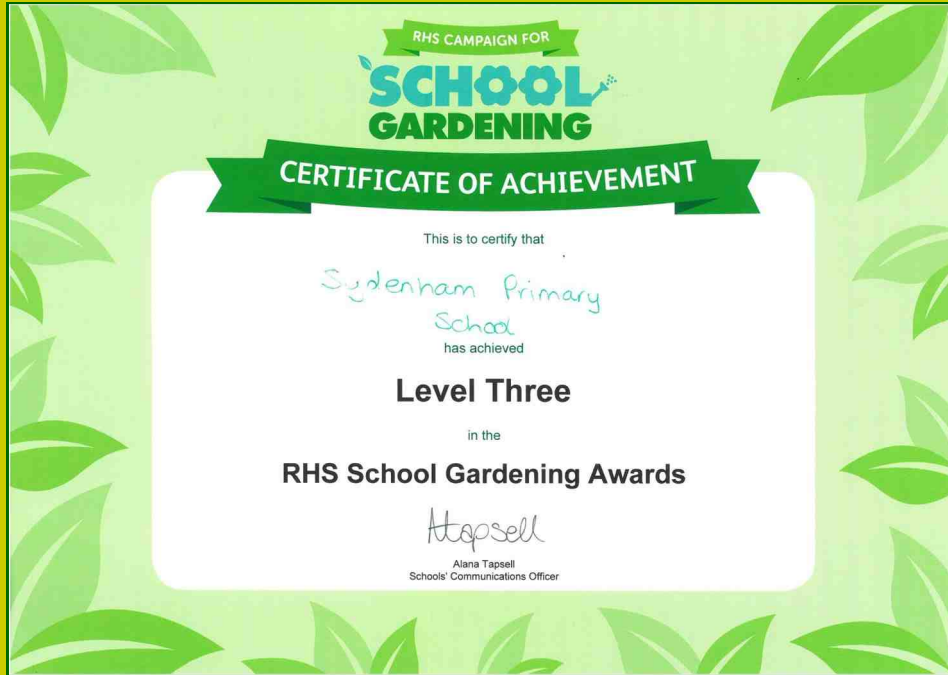 RHS CAMPAIGN FOR
SCHOOL
GARDENING
CERTIFICATE OF ACHIEVEMENT
This is to certify that
Sydenham Primary
School
has achieved
Level Three
in the
RHS School Gardening Awards
Atapsell
Alana Tapsell
Schools' Communications Officer